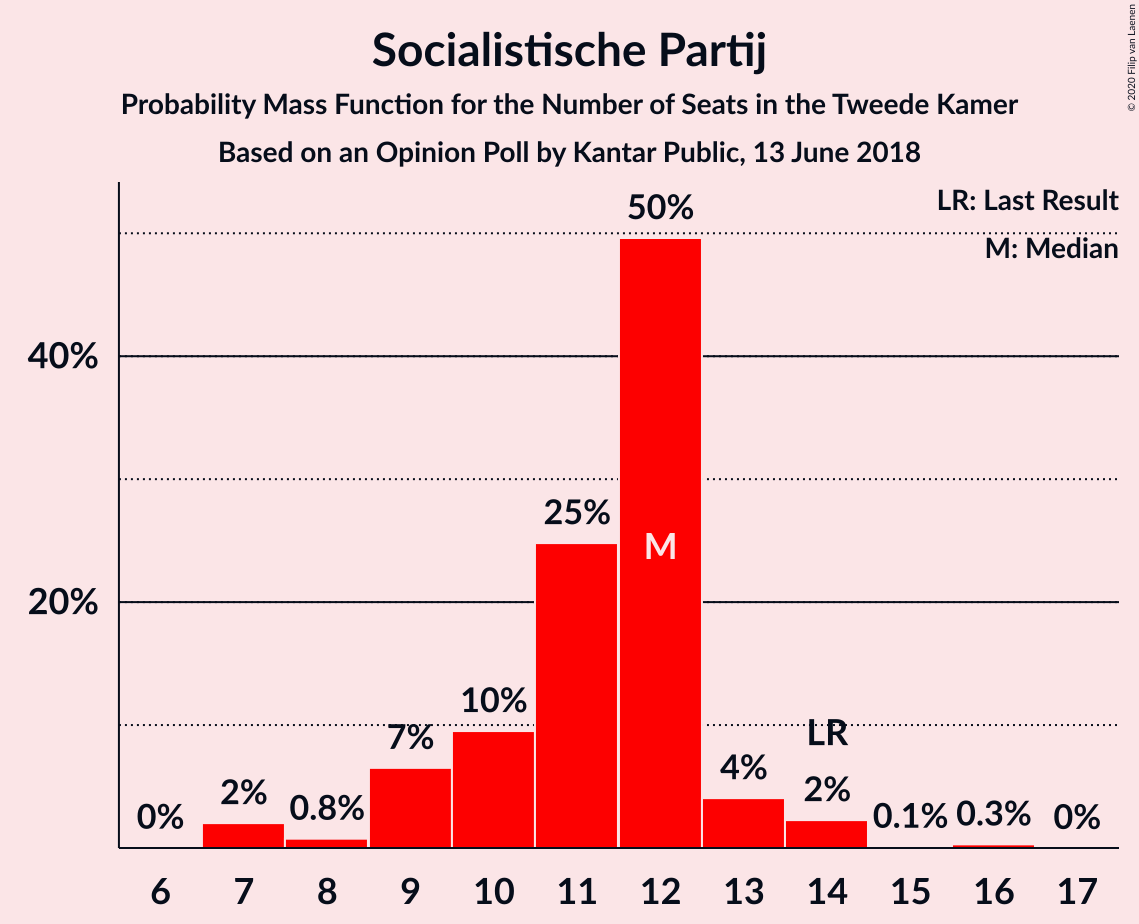 Socialistische Partij
Probability Mass Function for the Number of Seats in the Tweede Kamer
Based on an Opinion Poll by Kantar Public, 13 June 2018
© 2020 Filip van Laenen
LR: Last Result
M: Median
50%
40%
25%
M
20%
10%
7%
LR
4%
2%
2%
0.8%
0%
0.1%
0.3%
0%
6 7 8 9 10 11 12 13 14 15 16 17